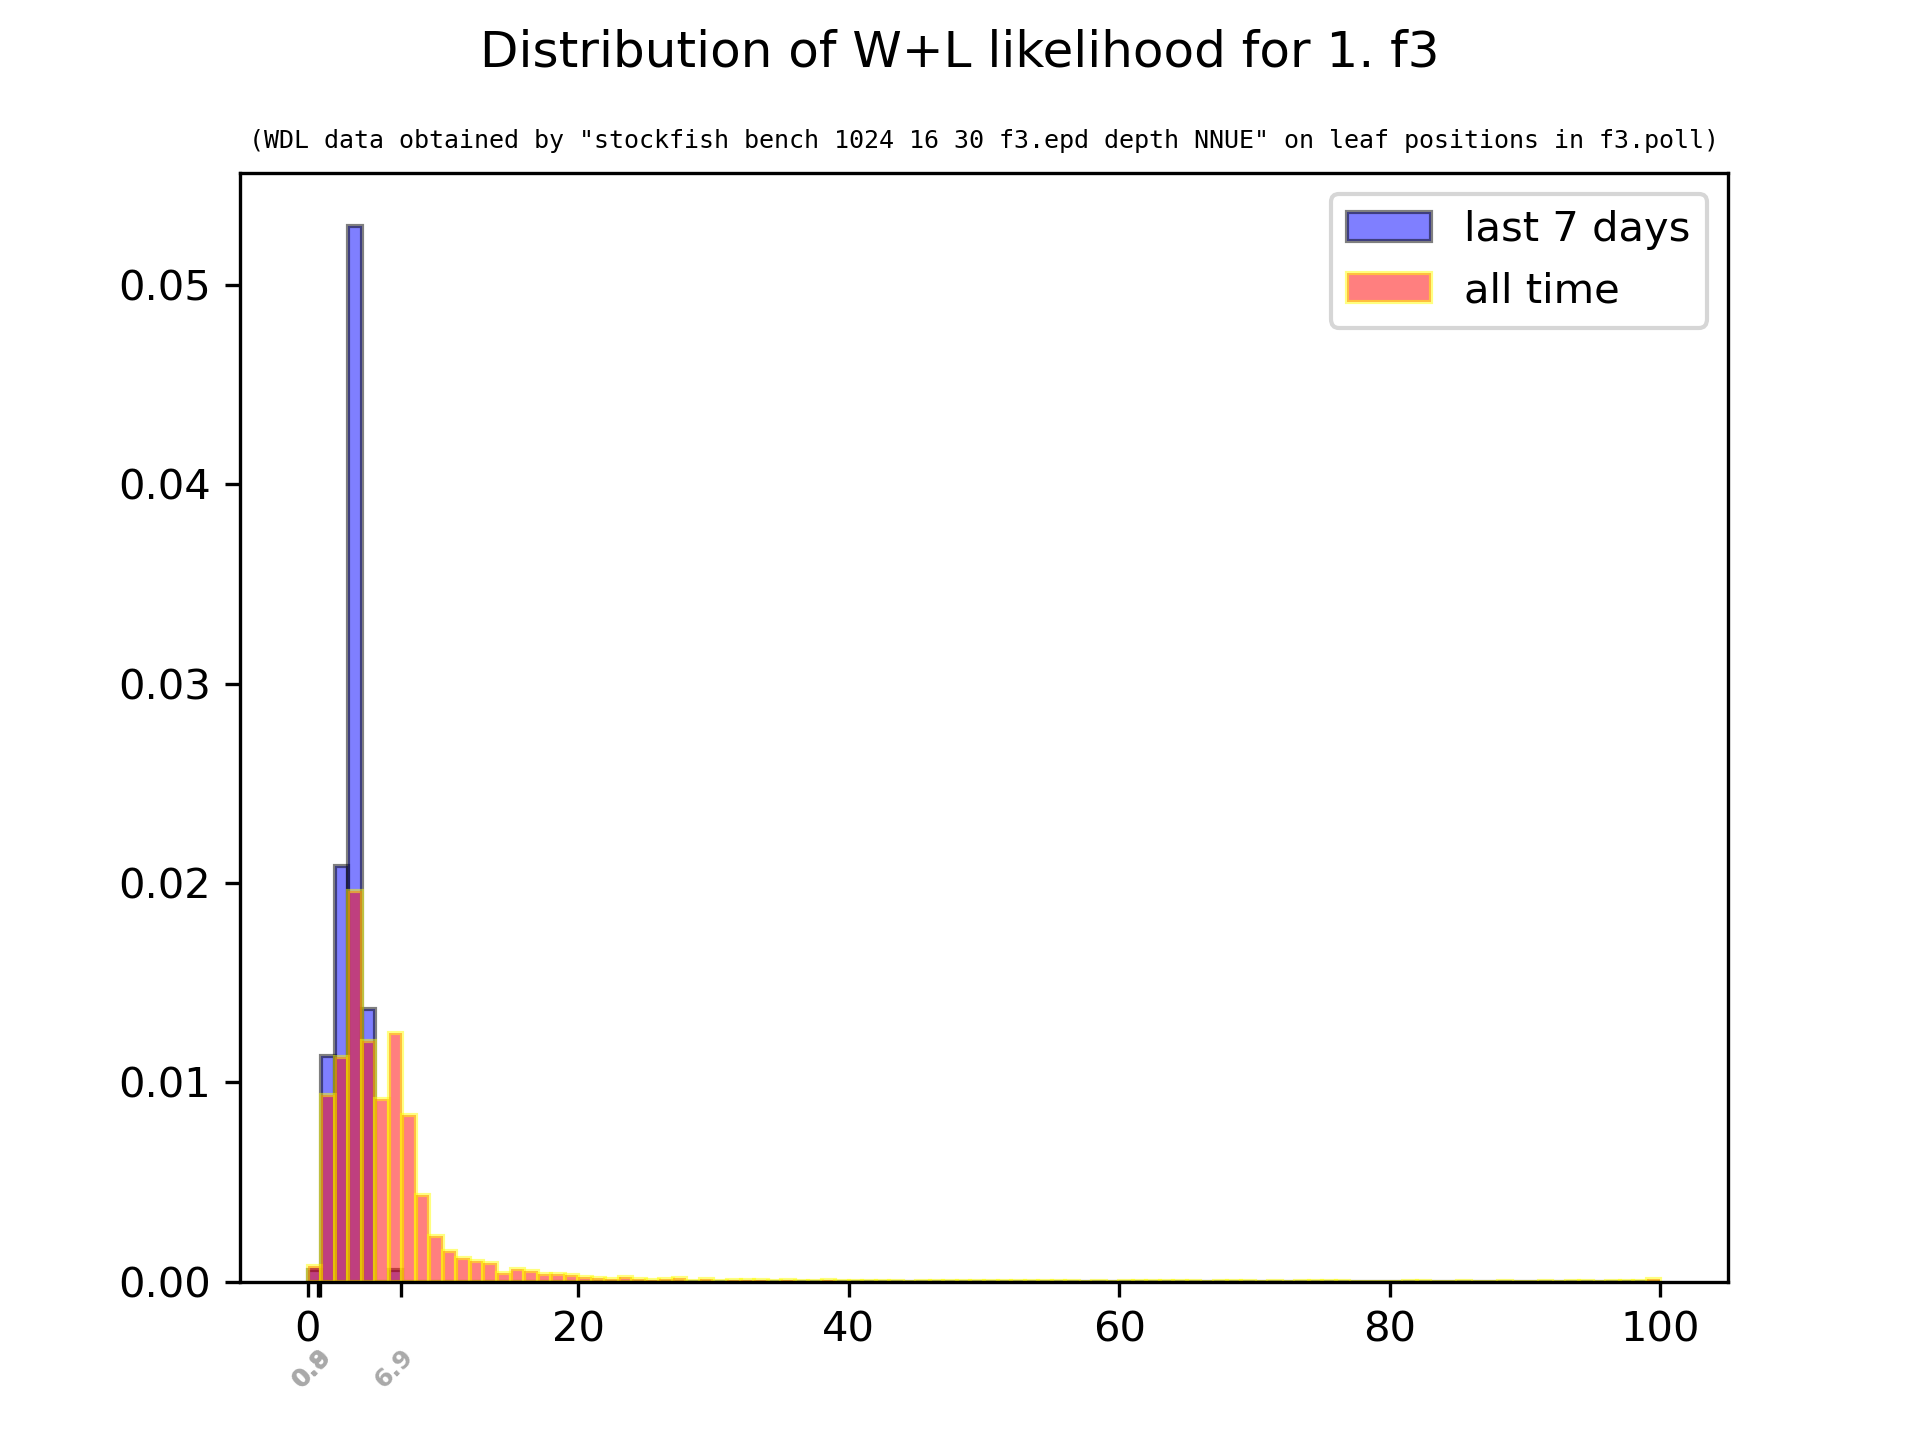 Distribution of W+L likelihood for 1. f3
(WDL data obtained by "stockfish bench 1024 16 30 f3.epd depth NNUE" on leaf positions in f3.poll)
last 7 days
all time
0.05
0.04
0.03
0.02
0.01
0.00
0 20 40 60 80 100
6.9